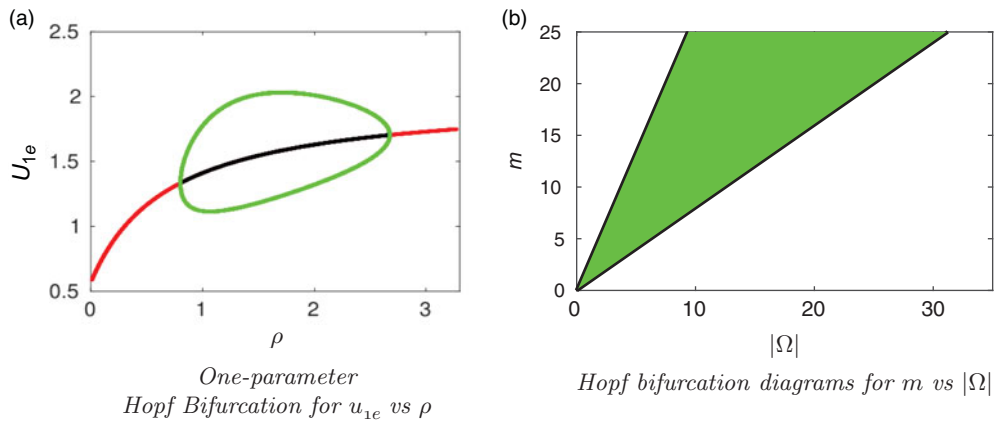 (a)
2.5
2
1.5
1
0.5
U1e
0 1 2 3
ρ
One-parameter
Hopf Bifurcation for u1e vs ρ
(b)
25
20
15
10
5
0
m
0 10 20 30
|Ω|
Hopf bifurcation diagrams for m vs |Ω|